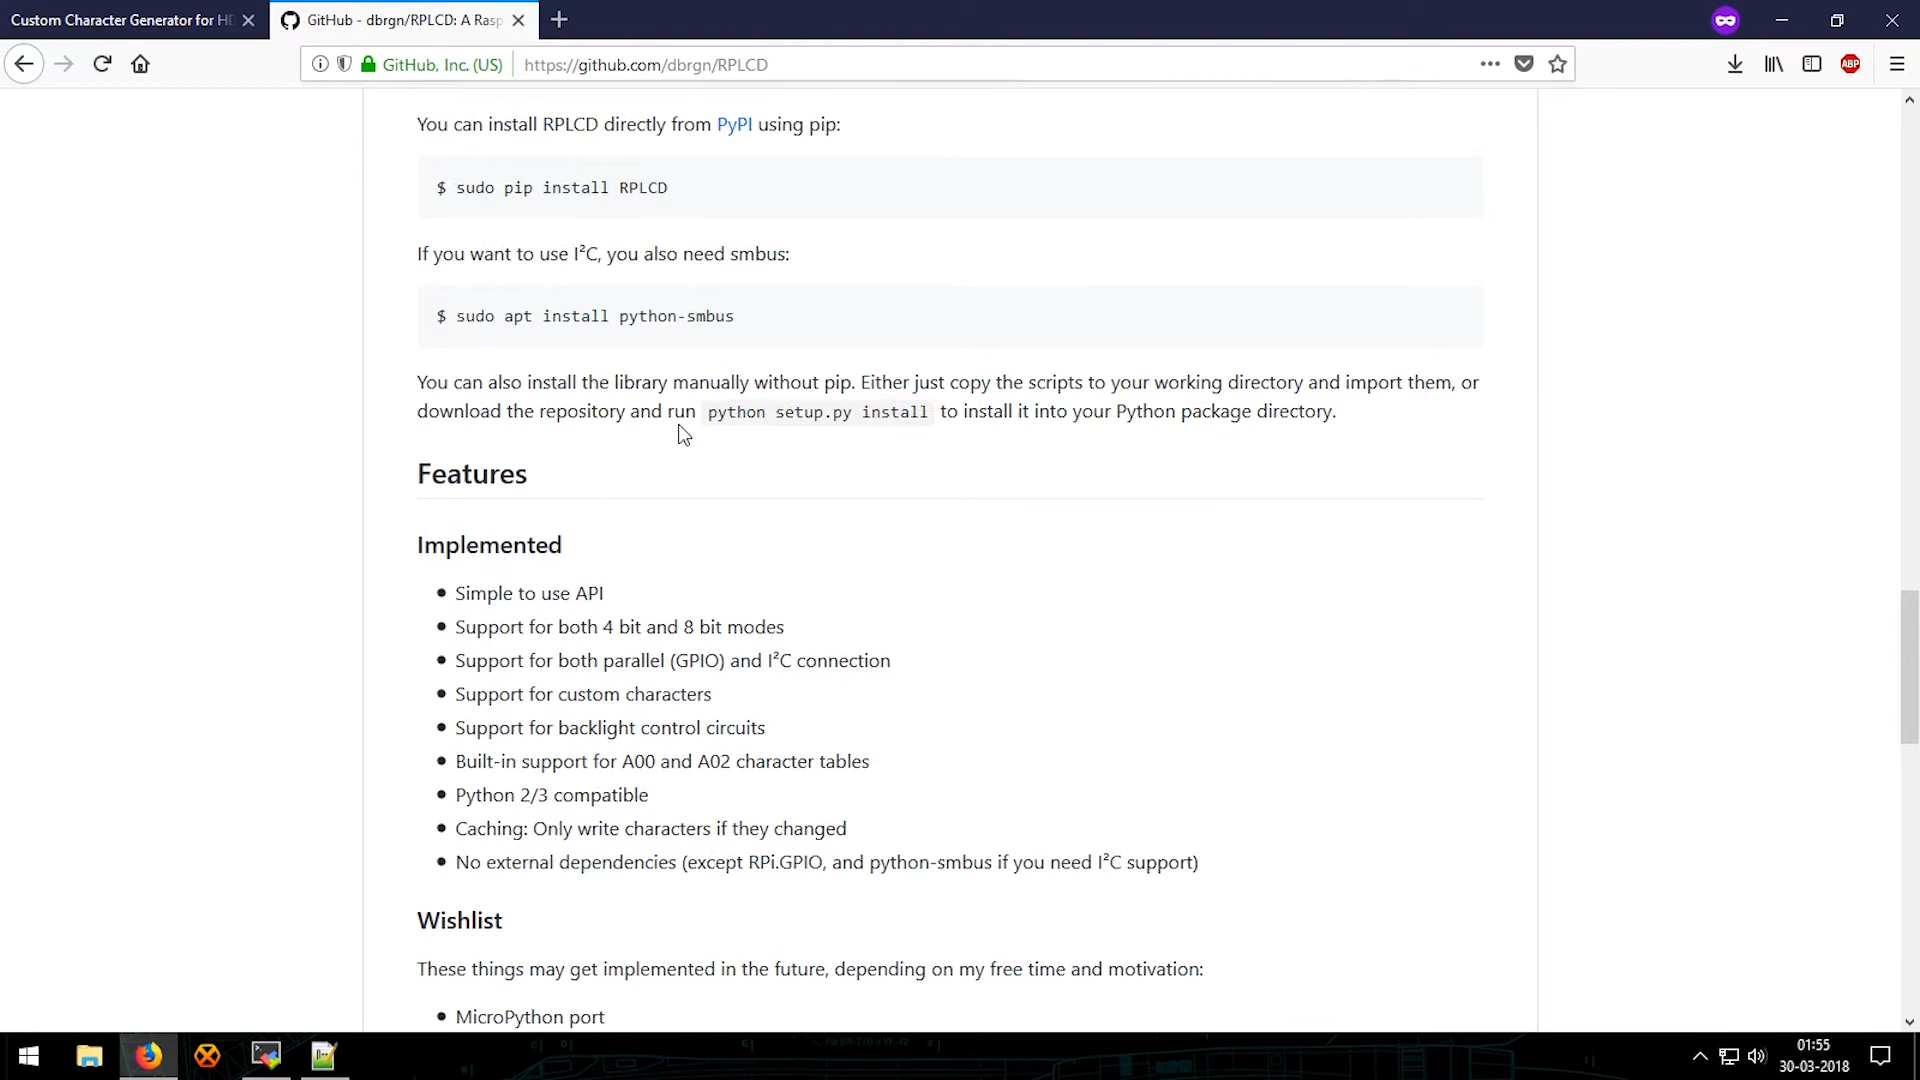 Custom Character Generator for HD
GitHub - dbrgn/RPLCD: A Rasp
GitHub, Inc. (US)
https://github.com/dbrgn/RPLCD
ABP
You can install RPLCD directly from PyPI using pip:
$ sudo pip install RPLCD
If you want to use I²C, you also need smbus:
$ sudo apt install python-smbus
You can also install the library manually without pip. Either just copy the scripts to your working directory and import them, or
download the repository and run python setup.py install to install it into your Python package directory.
Features
Implemented
• Simple to use API
• Support for both 4 bit and 8 bit modes
• Support for both parallel (GPIO) and I²C connection
• Support for custom characters
• Support for backlight control circuits
• Built-in support for A00 and A02 character tables
• Python 2/3 compatible
• Caching: Only write characters if they changed
• No external dependencies (except RPi.GPIO, and python-smbus if you need I²C support)
Wishlist
These things may get implemented in the future, depending on my free time and motivation:
• MicroPython port
01:55
30-03-2018